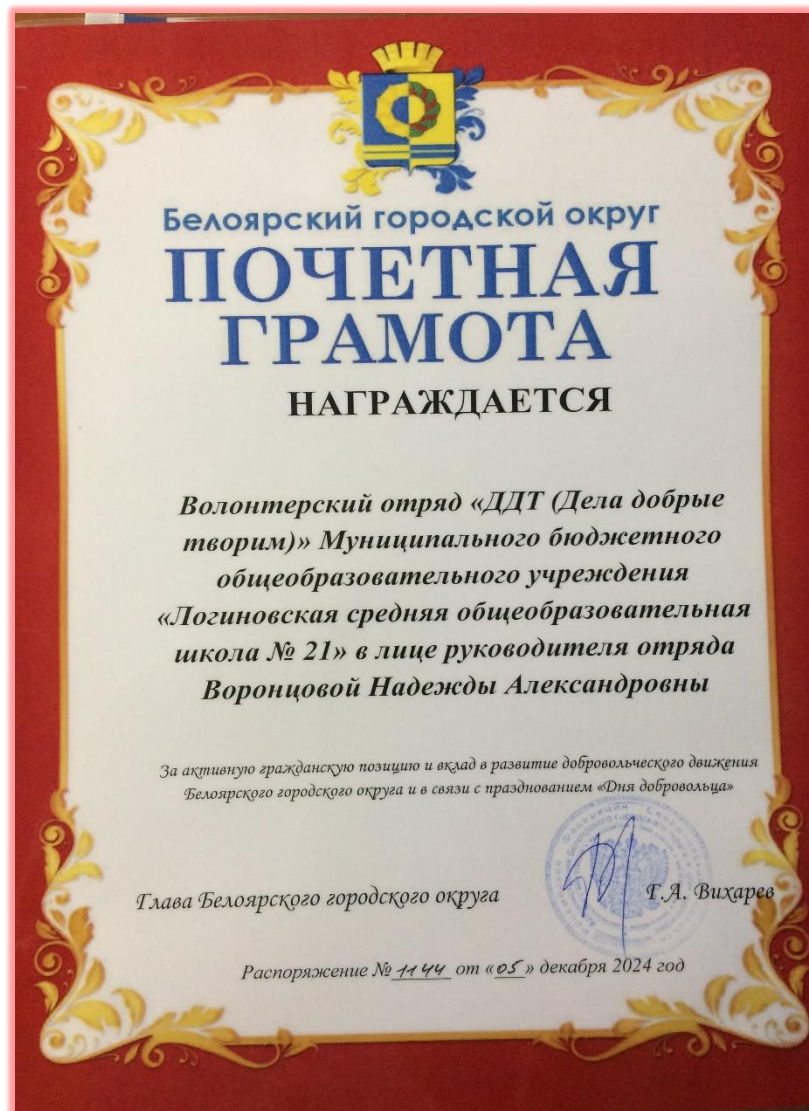 Белоярский городской округ
ПОЧЕТНАЯ
ГРАМОТА
НАГРАЖДАЕТСЯ
Волонтерский отряд «ДДТ (Дела добрые
творим)» Муниципального бюджетного
общеобразовательного учреждения
«Логиновская средняя общеобразовательная
школа № 21» в лице руководителя отряда
Воронцовой Надежды Александровны
За активную гражданскую позицию и вклад в развитие добровольческого движения
Белоярского городского округа и в связи с празднованием «Дня добровольца»
Глава Белоярского городского округа Г.А. Вихарев
Распоряжение № 1144 от «05» декабря 2024 год